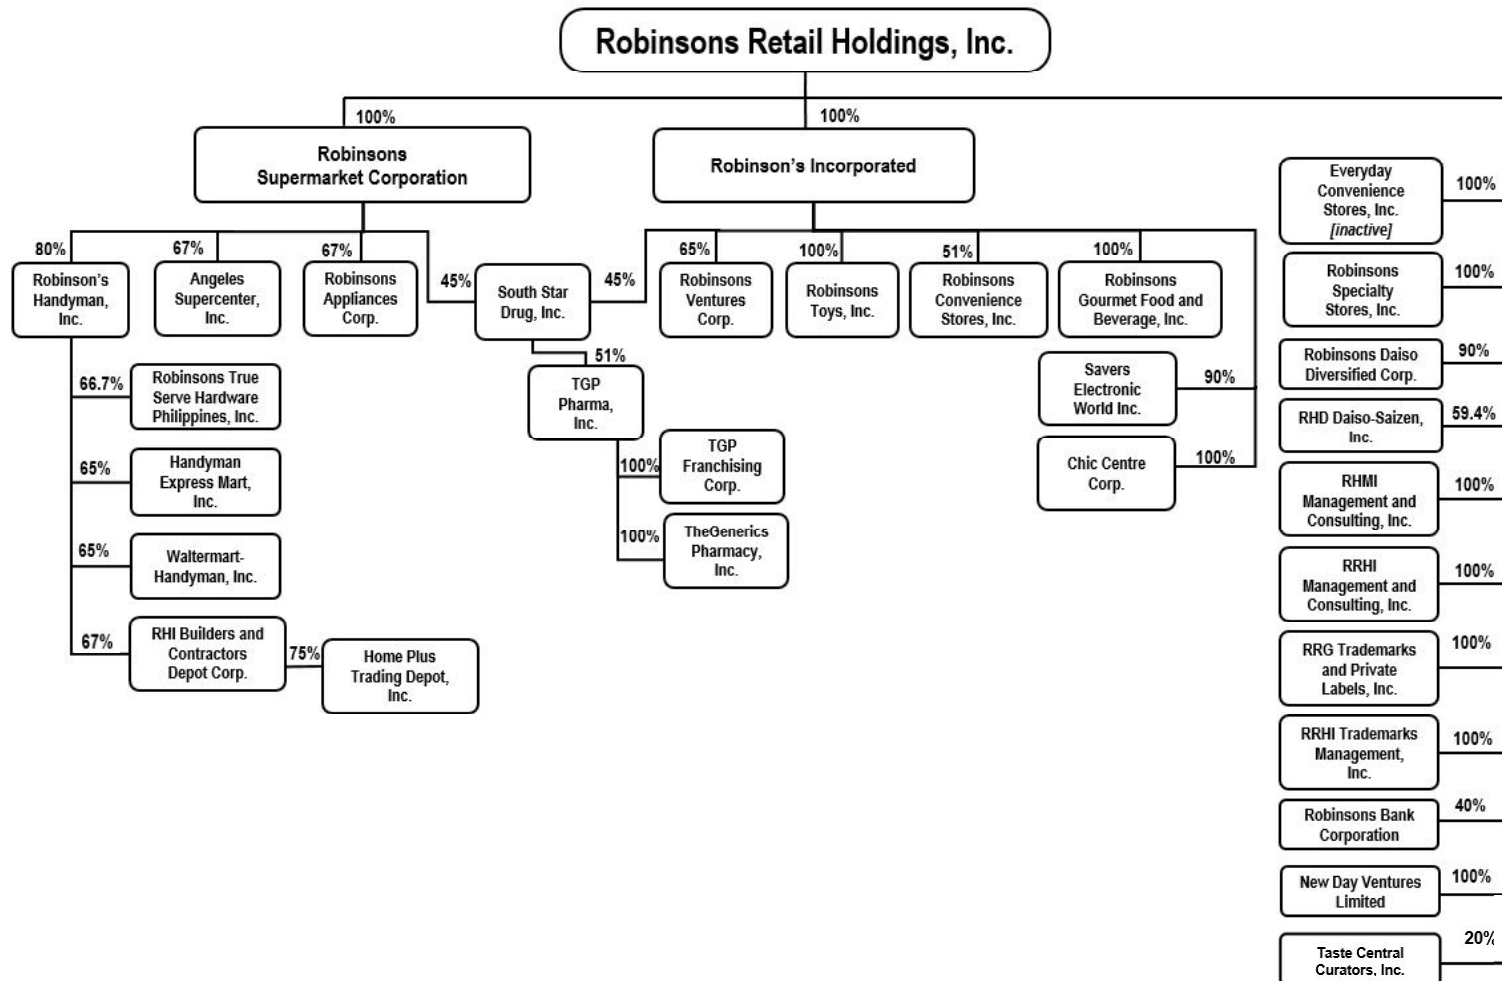 Robinsons Retail Holdings, Inc.
100%
100%
Robinsons
Supermarket Corporation
Robinson's Incorporated
80%
67%
67%
45%
45%
65%
100%
51%
100%
Robinson's
Handyman,
Inc.
Angeles
Supercenter,
Inc.
Robinsons
Appliances
Corp.
South Star
Drug, Inc.
Robinsons
Ventures
Corp.
Robinsons
Toys, Inc.
Robinsons
Convenience
Stores, Inc.
Robinsons
Gourmet Food and
Beverage, Inc.
66.7%
Robinsons True
Serve Hardware
Philippines, Inc.
65%
Handyman
Express Mart,
Inc.
65%
Waltermart-
Handyman, Inc.
67%
RHI Builders and
Contractors
Depot Corp.
75%
Home Plus
Trading Depot,
Inc.
51%
TGP
Pharma,
Inc.
100%
TGP
Franchising
Corp.
100%
TheGenerics
Pharmacy,
Inc.
Savers
Electronic
World Inc.
90%
Chic Centre
Corp.
100%
Everyday
Convenience
Stores, Inc.
[inactive]
100%
Robinsons
Specialty
Stores, Inc.
100%
Robinsons Daiso
Diversified Corp.
90%
RHD Daiso-Saizen,
Inc.
59.4%
RHMI
Management and
Consulting, Inc.
100%
RRHI
Management and
Consulting, Inc.
100%
RRG Trademarks
and Private
Labels, Inc.
100%
RRHI Trademarks
Management,
Inc.
100%
Robinsons Bank
Corporation
40%
New Day Ventures
Limited
100%
Taste Central
Curators, Inc.
20%